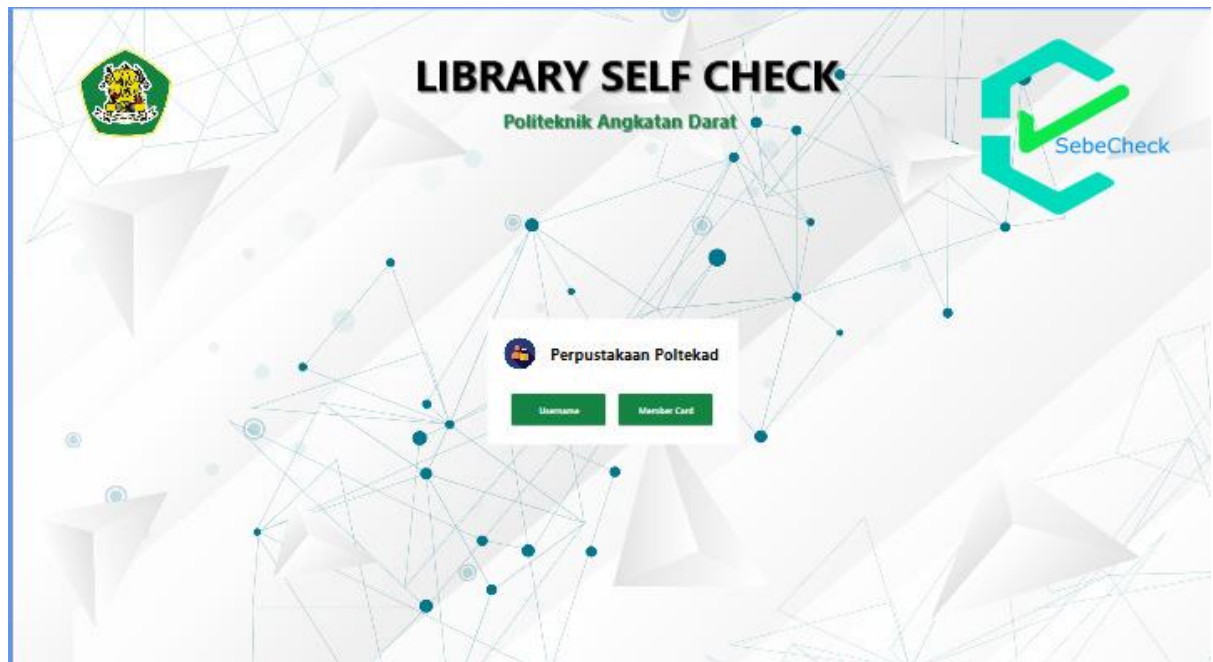 LIBRARY SELF CHECK
Politeknik Angkatan Darat
SebeCheck
Perpustakaan Poltekad
Username
Member Card